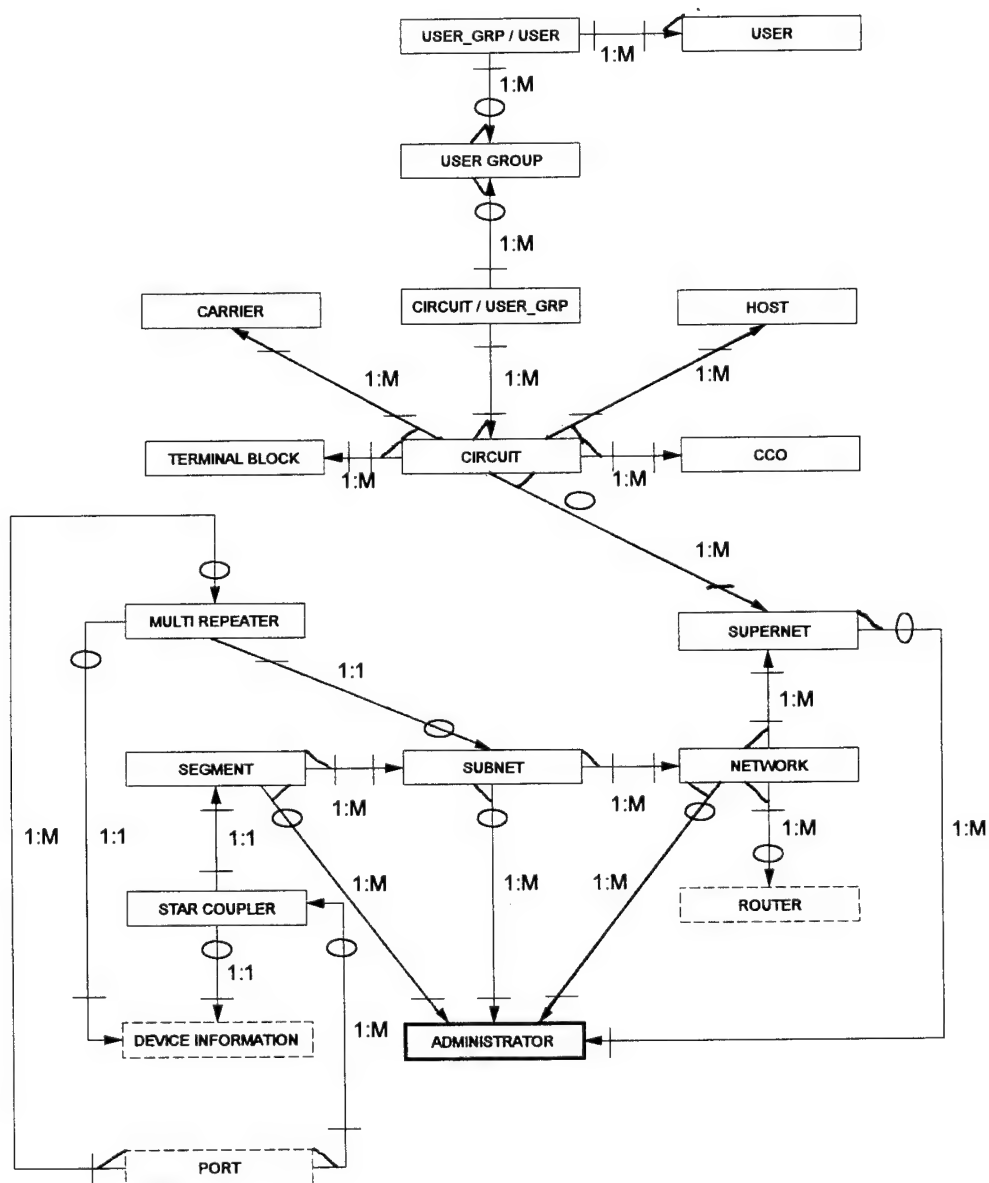 USER_GRP / USER
USER
1:M
1:M
USER GROUP
1:M
CARRIER
CIRCUIT / USER_GRP
HOST
1:M
1:M
1:M
TERMINAL BLOCK
CIRCUIT
CCO
1:M
1:M
1:M
MULTI REPEATER
SUPERNET
1:1
1:M
SEGMENT
SUBNET
NETWORK
1:M
1:M
1:M
1:1
1:1
1:M
1:M
1:M
1:M
1:M
STAR COUPLER
ROUTER
1:1
DEVICE INFORMATION
1:M
ADMINISTRATOR
PORT